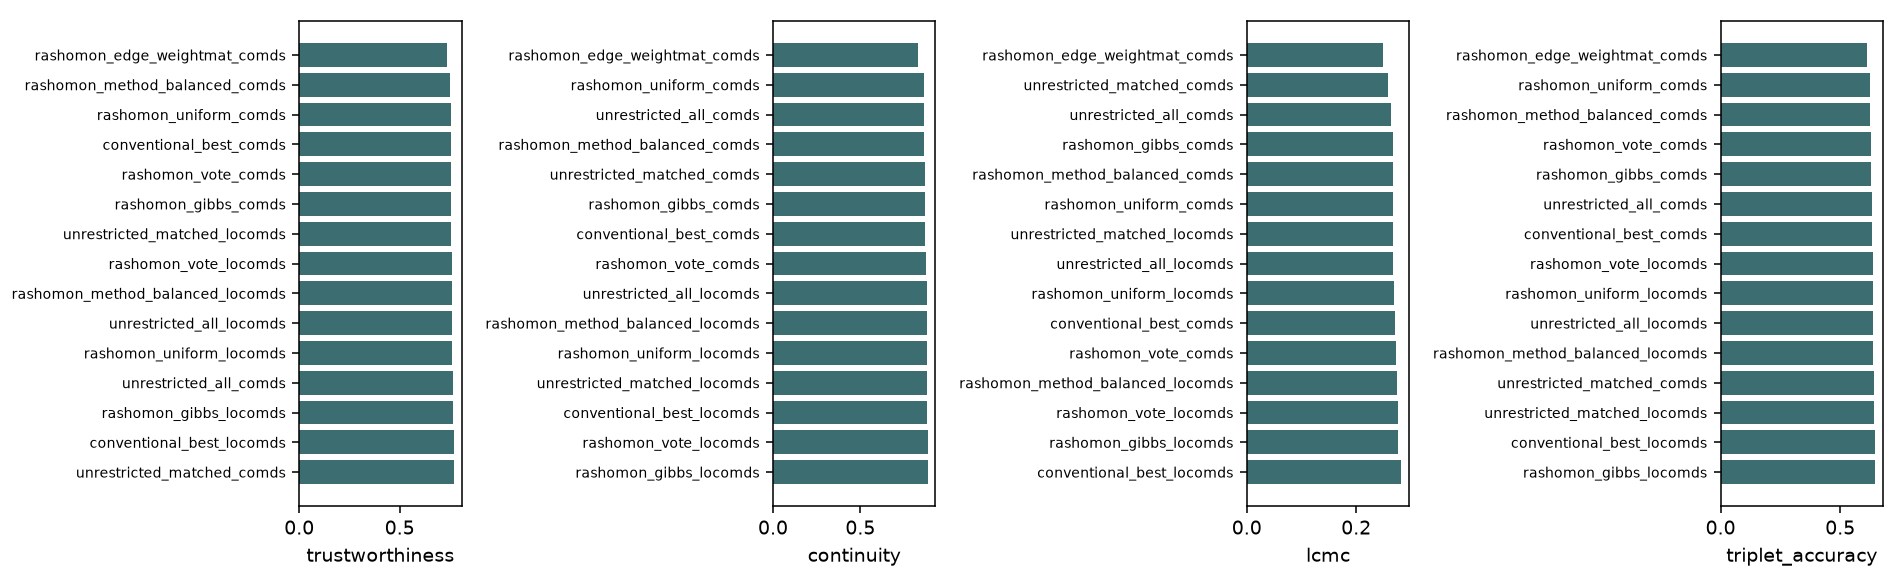 rashomon_edge_weightmat_comds
rashomon_method_balanced_comds
rashomon_uniform_comds
conventional_best_comds
rashomon_vote_comds
rashomon_gibbs_comds
unrestricted_matched_locomds
rashomon_vote_locomds
rashomon_method_balanced_locomds
unrestricted_all_locomds
rashomon_uniform_locomds
unrestricted_all_comds
rashomon_gibbs_locomds
conventional_best_locomds
unrestricted_matched_comds
0.0 0.5
trustworthiness
rashomon_edge_weightmat_comds
rashomon_uniform_comds
unrestricted_all_comds
rashomon_method_balanced_comds
unrestricted_matched_comds
rashomon_gibbs_comds
conventional_best_comds
rashomon_vote_comds
unrestricted_all_locomds
rashomon_method_balanced_locomds
rashomon_uniform_locomds
unrestricted_matched_locomds
conventional_best_locomds
rashomon_vote_locomds
rashomon_gibbs_locomds
0.0 0.5
continuity
rashomon_edge_weightmat_comds
unrestricted_matched_comds
unrestricted_all_comds
rashomon_gibbs_comds
rashomon_method_balanced_comds
rashomon_uniform_comds
unrestricted_matched_locomds
unrestricted_all_locomds
rashomon_uniform_locomds
conventional_best_comds
rashomon_vote_comds
rashomon_method_balanced_locomds
rashomon_vote_locomds
rashomon_gibbs_locomds
conventional_best_locomds
0.0 0.2
lcmc
rashomon_edge_weightmat_comds
rashomon_uniform_comds
rashomon_method_balanced_comds
rashomon_vote_comds
rashomon_gibbs_comds
unrestricted_all_comds
conventional_best_comds
rashomon_vote_locomds
rashomon_uniform_locomds
unrestricted_all_locomds
rashomon_method_balanced_locomds
unrestricted_matched_comds
unrestricted_matched_locomds
conventional_best_locomds
rashomon_gibbs_locomds
0.0 0.5
triplet_accuracy